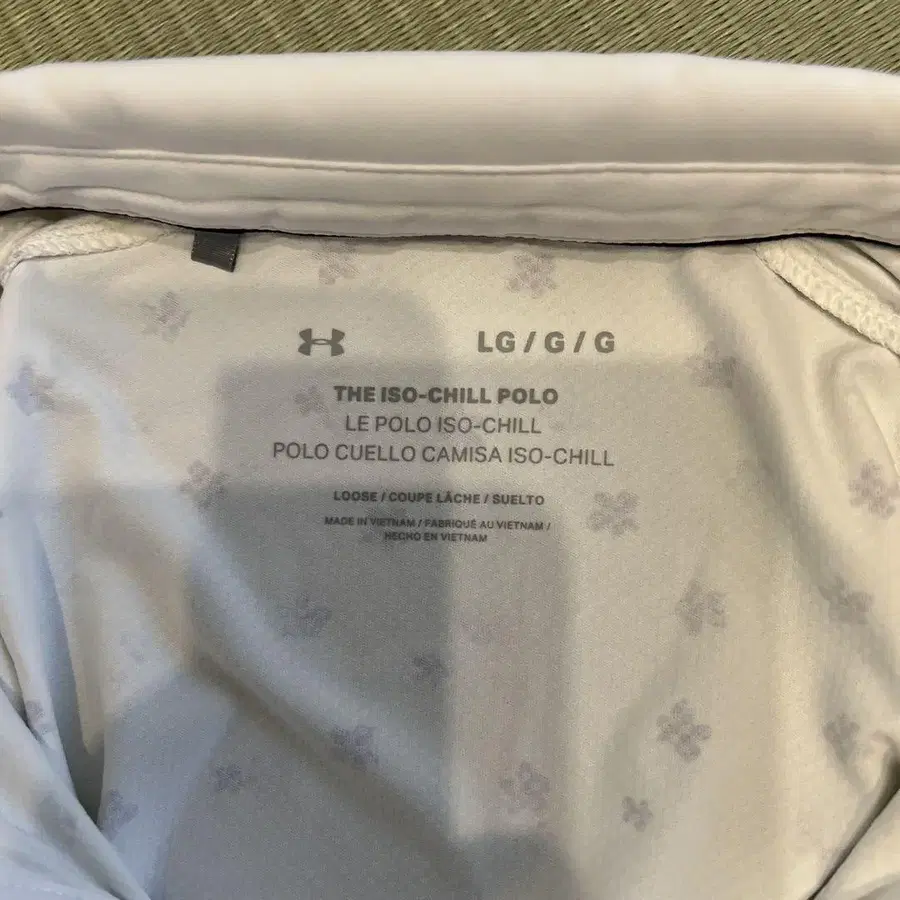 LG / G / G
THE ISO-CHILL POLO
LE POLO ISO-CHILL
POLO CUELLO CAMISA ISO-CHILL
LOOSE / COUPE LÂCHE / SUELTO
MADE IN VIETNAM / FABRIQUÉ AU VIETNAM /
HECHO EN VIETNAM